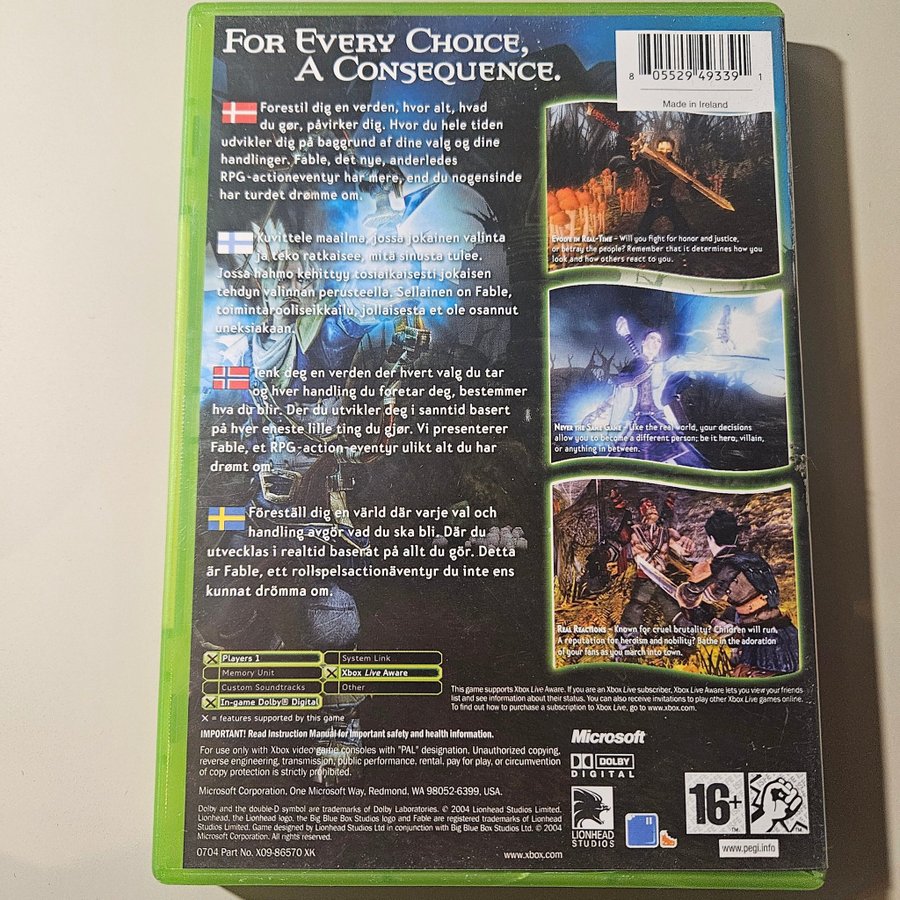 FOR EVERY CHOICE,
A CONSEQUENCE.
8 05529 49339 1
Made in Ireland
Forestil dig en verden, hvor alt, hvad
du gør, påvirker dig. Hvor du hele tiden
udvikler dig på baggrund af dine valg og dine
handlinger. Fable, det nye, anderledes
RPG-actioneventyr har mere, end du nogensinde
har turdet drømme om.
Kuvittele maailma, jossa jokainen valinta
ja teko ratkaisee, mitä sinusta tulee.
Jossa hahmo kehittyy tosiaikaisesti jokaisen
tehdyn valinnan perusteella. Sellainen on Fable,
toimintarooliseikkailu, jollaisesta et ole osannut
uneksiakaan.
Tenk deg en verden der hvert valg du tar
og hver handling du foretar deg, bestemmer
hva du blir. Der du utvikler deg i sanntid basert
på hver eneste lille ting du gjør. Vi presenterer
Fable, et RPG-action-eventyr ulikt alt du har
drømt om.
Föreställ dig en värld där varje val och
handling avgör vad du ska bli. Där du
utvecklas i realtid baserat på allt du gör. Detta
är Fable, ett rollspelsactionäventyr du inte ens
kunnat drömma om.
EVOLVE IN REAL-TIME – Will you fight for honor and justice,
or betray the people? Remember that it determines how you
look and how others react to you.
NEVER THE SAME GAME – Like the real world, your decisions
allow you to become a different person; be it hero, villain,
or anything in between.
REAL REACTIONS – Known for cruel brutality? Children will run.
A reputation for heroism and nobility? Bathe in the adoration
of your fans as you march into town.
X Players 1
Memory Unit
Custom Soundtracks
X In-game Dolby® Digital
System Link
X Xbox Live Aware
Other
X = features supported by this game
This game supports Xbox Live Aware. If you are an Xbox Live subscriber, Xbox Live Aware lets you view your friends
list and see information about their status. You can also receive invitations to play other Xbox Live games online.
To find out how to purchase a subscription to Xbox Live, go to www.xbox.com.
IMPORTANT! Read Instruction Manual for important safety and health information.
For use only with Xbox video game consoles with "PAL" designation. Unauthorized copying,
reverse engineering, transmission, public performance, rental, pay for play, or circumvention
of copy protection is strictly prohibited.
Microsoft Corporation, One Microsoft Way, Redmond, WA 98052-6399, USA.
Dolby and the double-D symbol are trademarks of Dolby Laboratories. © 2004 Lionhead Studios Limited.
Lionhead, the Lionhead logo, the Big Blue Box Studios logo and Fable are registered trademarks of Lionhead
Studios Limited. Game designed by Lionhead Studios Ltd in conjunction with Big Blue Box Studios Ltd. © 2004
Microsoft Corporation. All rights reserved.
0704 Part No. X09-86570 XK
www.xbox.com
Microsoft
DOLBY
DIGITAL
LIONHEAD
STUDIOS
16+
TM
www.pegi.info